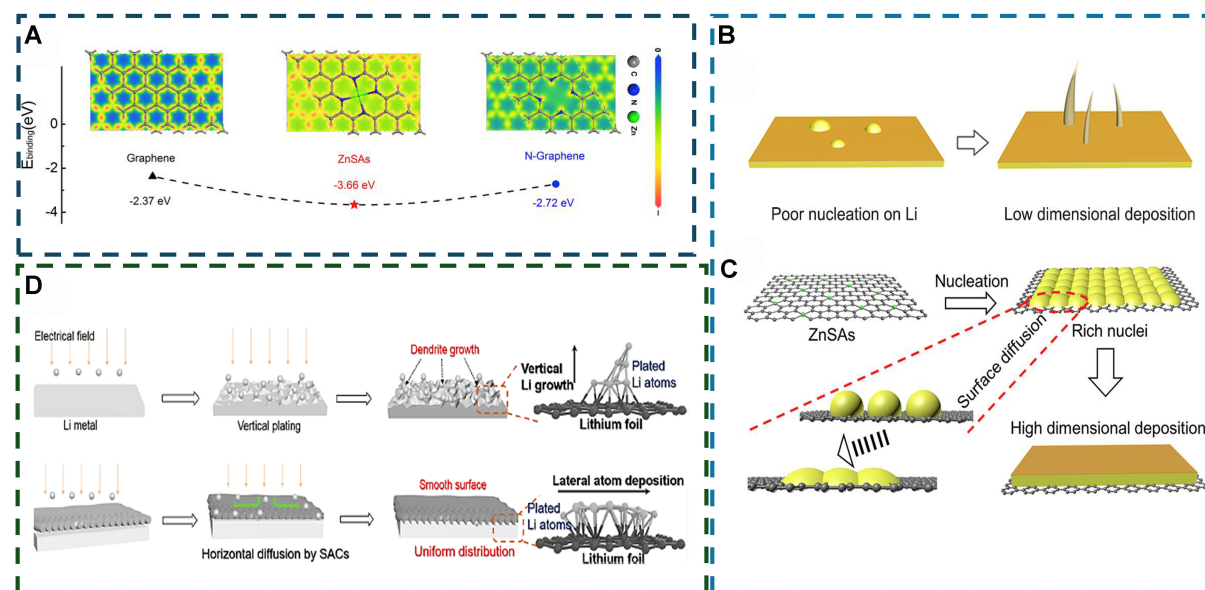 A
E binding(eV)
0
-2
-4
Graphene
-2.37 eV
ZnSAs
-3.66 eV
N-Graphene
-2.72 eV
C
N
Zn
0
B
Poor nucleation on Li
Low dimensional deposition
C
ZnSAs
Nucleation
Rich nuclei
Surface diffusion
High dimensional deposition
D
Electrical field
Li metal
Vertical plating
Dendrite growth
Vertical
Li growth
Plated
Li atoms
Lithium foil
Horizontal diffusion by SACs
Smooth surface
Uniform distribution
Lateral atom deposition
Plated
Li atoms
Lithium foil